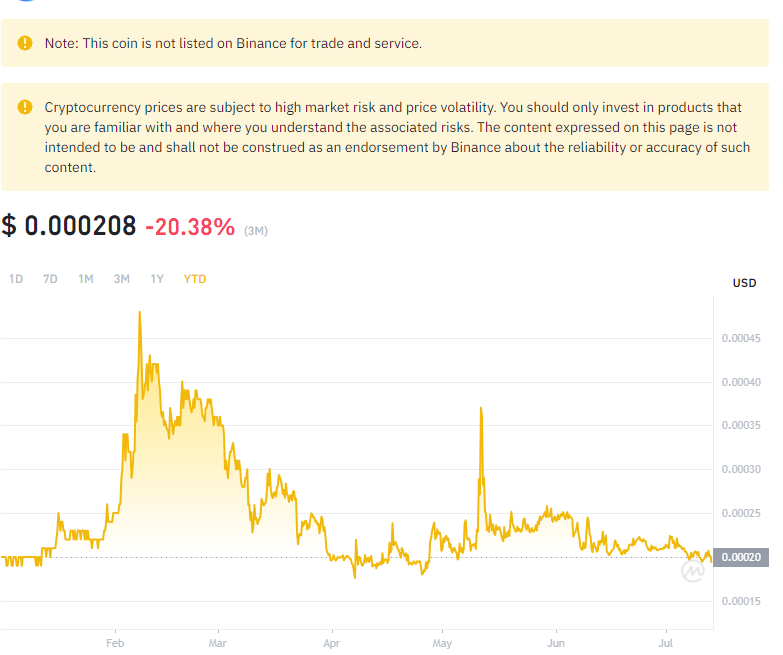 Note: This coin is not listed on Binance for trade and service.
Cryptocurrency prices are subject to high market risk and price volatility. You should only invest in products that
you are familiar with and where you understand the associated risks. The content expressed on this page is not
intended to be and shall not be construed as an endorsement by Binance about the reliability or accuracy of such
content.
$ 0.000208 -20.38% (3M)
1D 7D 1M 3M 1Y YTD
USD
0.00045
0.00040
0.00035
0.00030
0.00025
0.00020
0.00015
Feb Mar Apr May Jun Jul